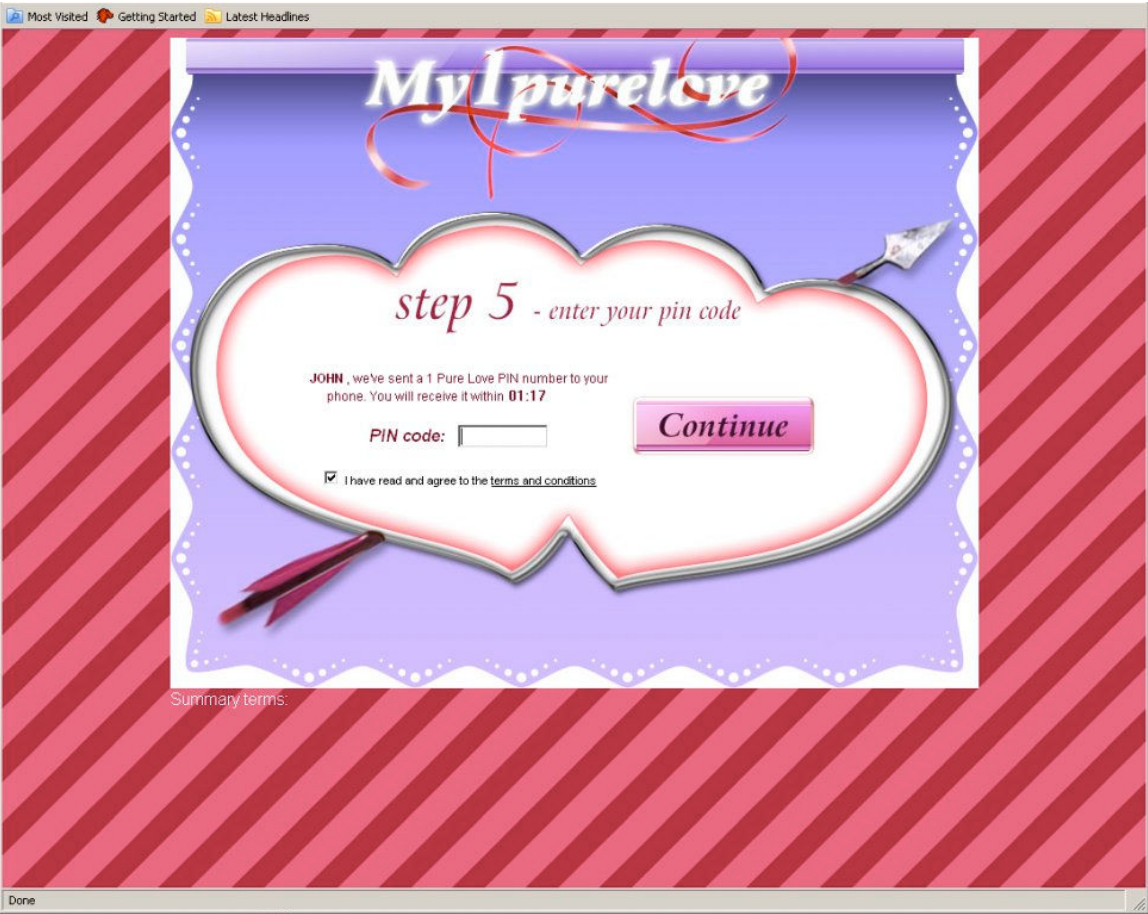 Most Visited Getting Started Latest Headlines
My1purelove
step 5 - enter your pin code
JOHN , we've sent a 1 Pure Love PIN number to your
phone. You will receive it within 01:17
PIN code:
Continue
I have read and agree to the terms and conditions
Summary terms:
Done